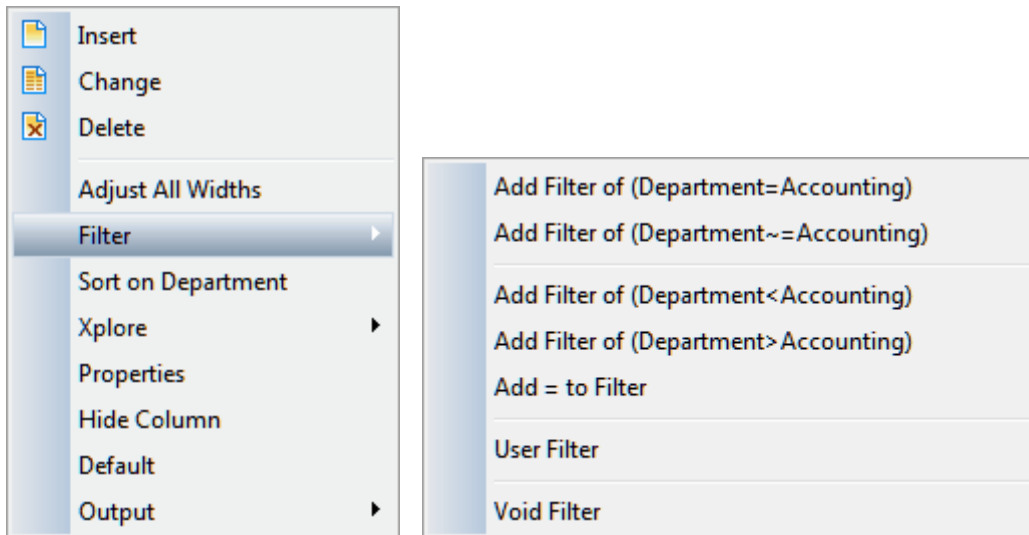 Insert
Change
Delete
Adjust All Widths
Filter
Sort on Department
Xplore
Properties
Hide Column
Default
Output
Add Filter of (Department=Accounting)
Add Filter of (Department~=Accounting)
Add Filter of (Department<Accounting)
Add Filter of (Department>Accounting)
Add = to Filter
User Filter
Void Filter